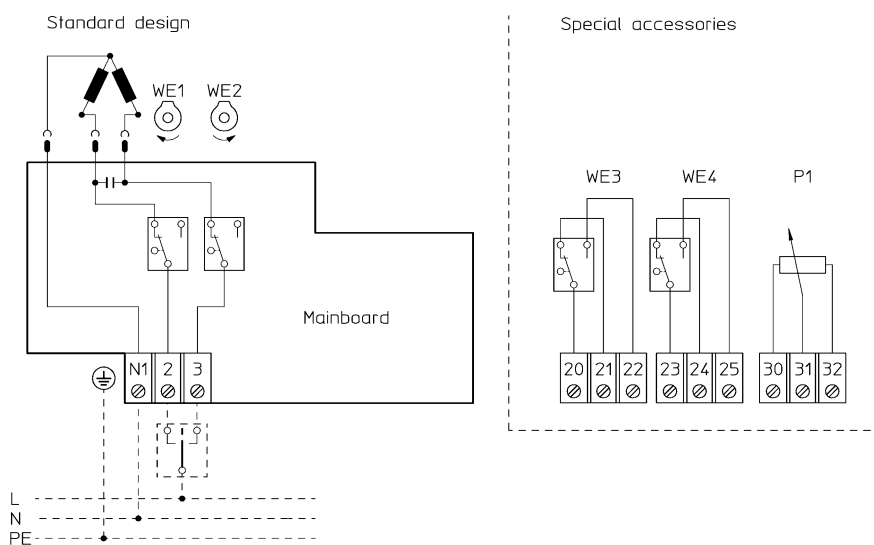 Standard design
Special accessories
WE1 WE2
WE3 WE4 P1
Mainboard
N1 2 3
20 21 22 23 24 25 30 31 32
L
N
PE